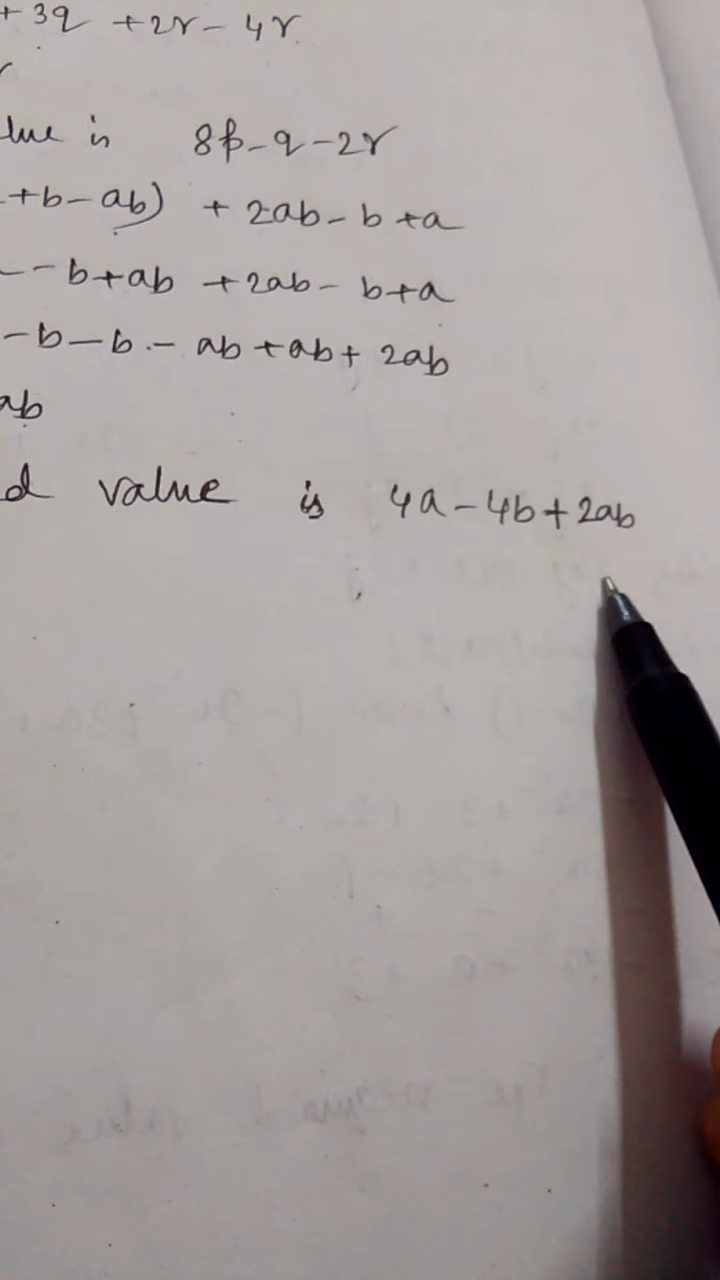 + 3q + 2r - 4r
lue is 8p - q - 2r
+b - ab) + 2ab - b + a
- b + ab + 2ab - b + a
- b - b - ab + ab + 2ab
ab
d value is 4a - 4b + 2ab